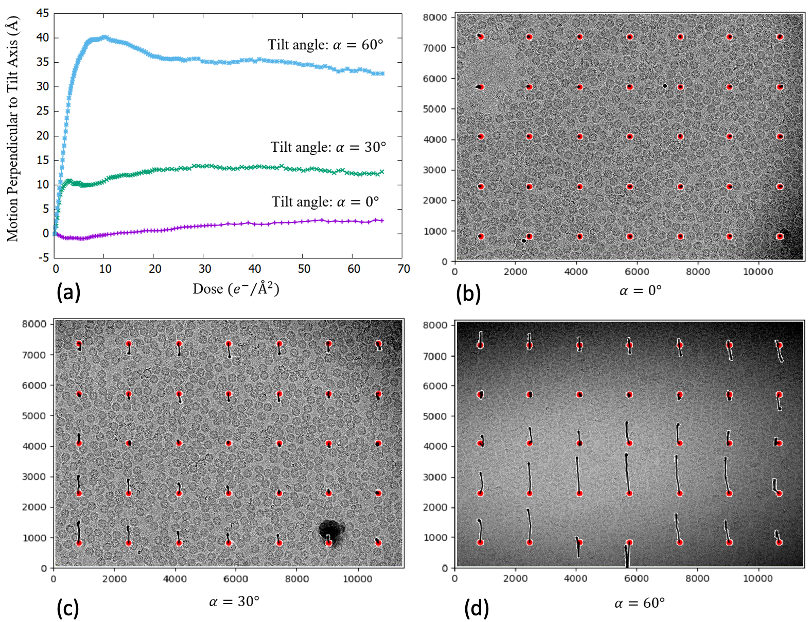 45
40
35
30
25
20
15
10
5
0
-5
Motion Perpendicular to Tilt Axis (Å)
Tilt angle: α = 60°
Tilt angle: α = 30°
Tilt angle: α = 0°
0 10 20 30 40 50 60 70
Dose (e⁻/Å²)
(a)
8000
7000
6000
5000
4000
3000
2000
1000
0
0 2000 4000 6000 8000 10000
(b)
α = 0°
8000
7000
6000
5000
4000
3000
2000
1000
0
0 2000 4000 6000 8000 10000
(c)
α = 30°
8000
7000
6000
5000
4000
3000
2000
1000
0
0 2000 4000 6000 8000 10000
(d)
α = 60°